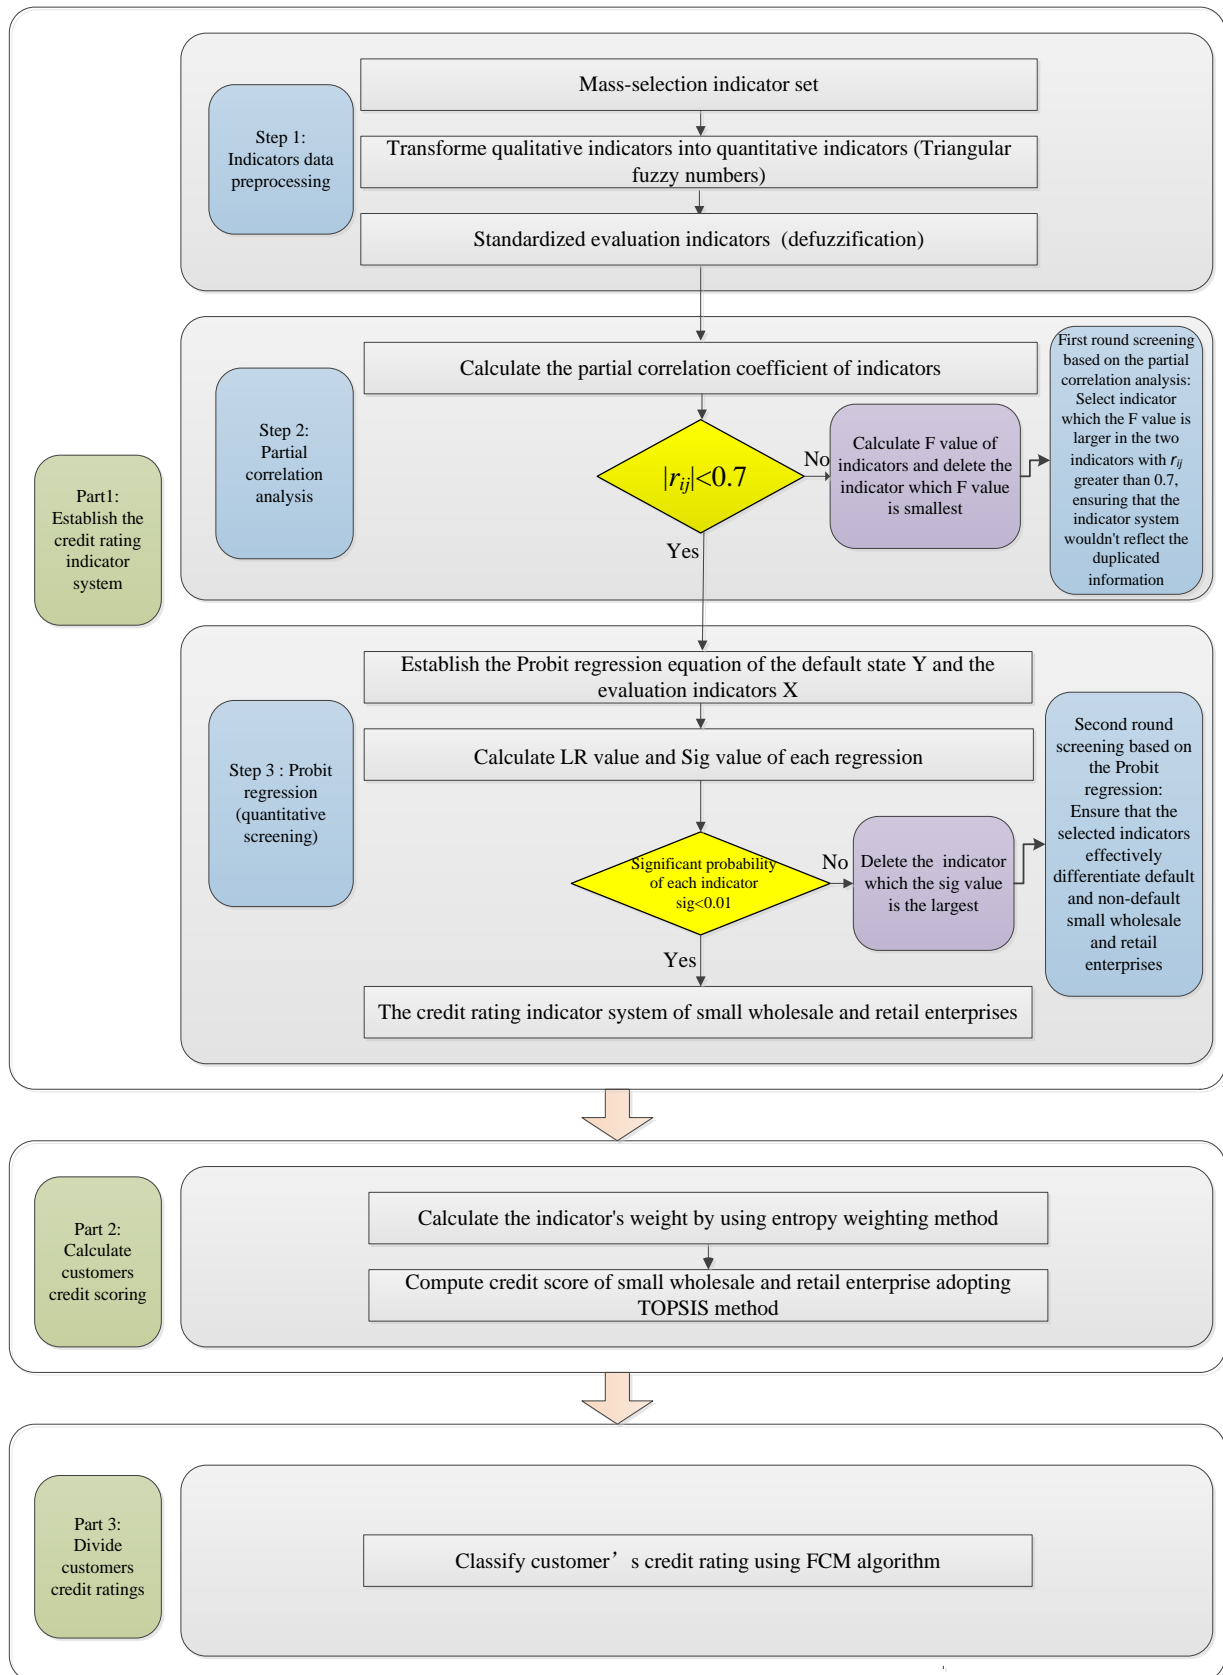 Part1:
Establish the
credit rating
indicator
system
Step 1:
Indicators data
preprocessing
Mass-selection indicator set
Transforme qualitative indicators into quantitative indicators (Triangular
fuzzy numbers)
Standardized evaluation indicators (defuzzification)
Step 2:
Partial
correlation
analysis
Calculate the partial correlation coefficient of indicators
|r_ij|<0.7
No
Yes
Calculate F value of
indicators and delete the
indicator which F value
is smallest
First round screening
based on the partial
correlation analysis:
Select indicator
which the F value is
larger in the two
indicators with r_ij
greater than 0.7,
ensuring that the
indicator system
wouldn't reflect the
duplicated
information
Step 3 : Probit
regression
(quantitative
screening)
Establish the Probit regression equation of the default state Y and the
evaluation indicators X
Calculate LR value and Sig value of each regression
Significant probability
of each indicator
sig<0.01
No
Yes
Delete the indicator
which the sig value
is the largest
Second round
screening based on
the Probit
regression:
Ensure that the
selected indicators
effectively
differentiate default
and non-default
small wholesale
and retail
enterprises
The credit rating indicator system of small wholesale and retail enterprises
Part 2:
Calculate
customers
credit scoring
Calculate the indicator's weight by using entropy weighting method
Compute credit score of small wholesale and retail enterprise adopting
TOPSIS method
Part 3:
Divide
customers
credit ratings
Classify customer’s credit rating using FCM algorithm